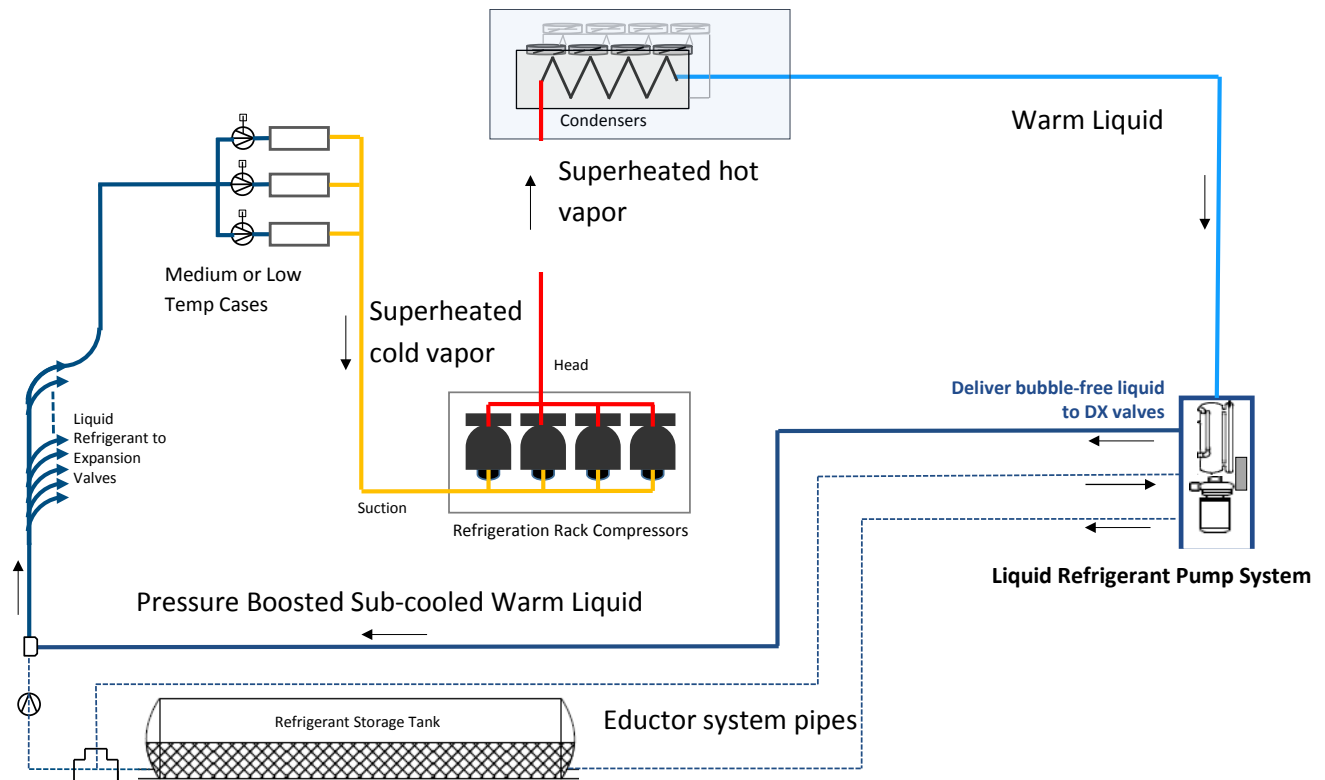 Condensers
Warm Liquid
Superheated hot
vapor
Medium or Low
Temp Cases
Superheated
cold vapor
Head
Deliver bubble-free liquid
to DX valves
Liquid
Refrigerant to
Expansion
Valves
Suction
Refrigeration Rack Compressors
Liquid Refrigerant Pump System
Pressure Boosted Sub-cooled Warm Liquid
Refrigerant Storage Tank
Eductor system pipes